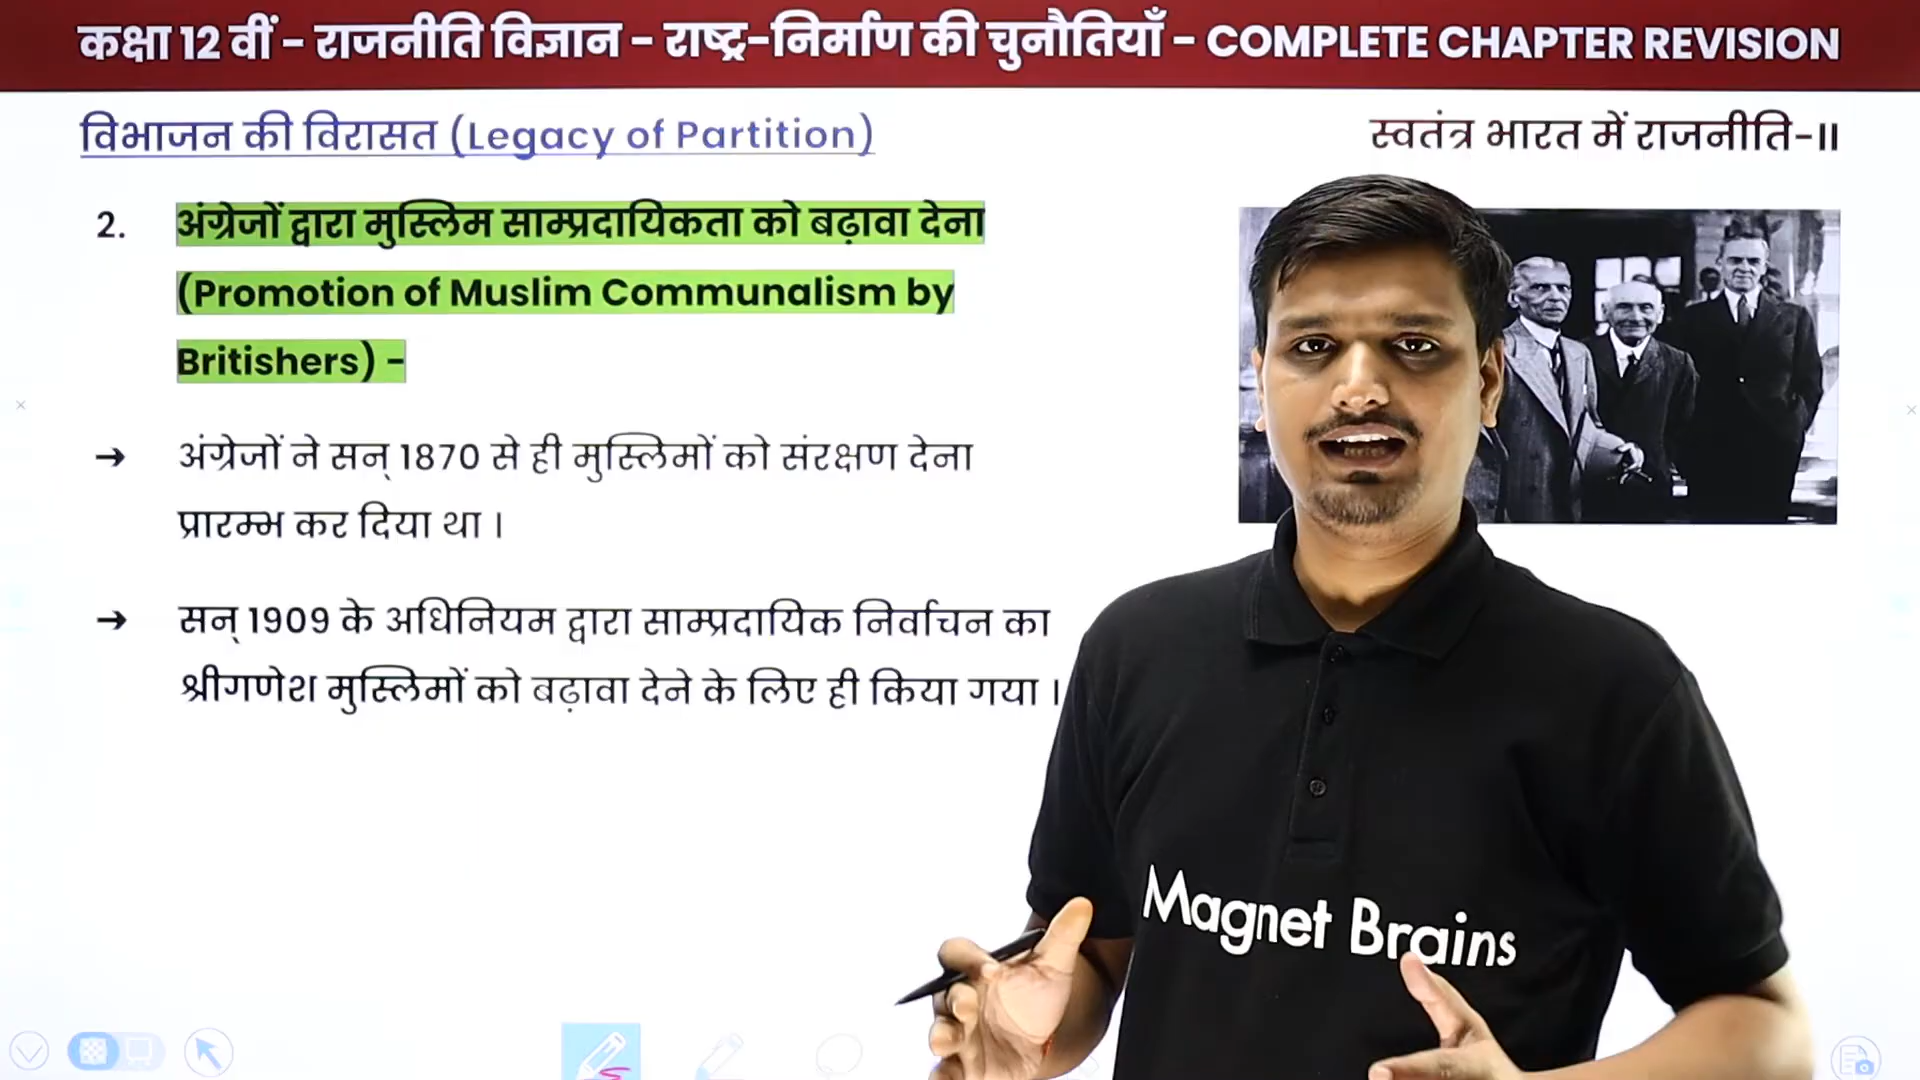 कक्षा 12 वीं - राजनीति विज्ञान - राष्ट्र-निर्माण की चुनौतियाँ - COMPLETE CHAPTER REVISION
विभाजन की विरासत (Legacy of Partition)
स्वतंत्र भारत में राजनीति-II
2. अंग्रेजों द्वारा मुस्लिम साम्प्रदायिकता को बढ़ावा देना
(Promotion of Muslim Communalism by
Britishers) -
→ अंग्रेजों ने सन् 1870 से ही मुस्लिमों को संरक्षण देना
प्रारम्भ कर दिया था ।
→ सन् 1909 के अधिनियम द्वारा साम्प्रदायिक निर्वाचन का
श्रीगणेश मुस्लिमों को बढ़ावा देने के लिए ही किया गया ।
Magnet Brains